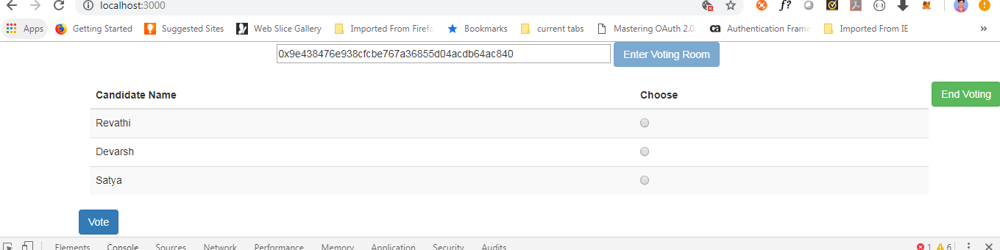 localhost:3000
Apps Getting Started Suggested Sites Web Slice Gallery Imported From Firefo Bookmarks current tabs Mastering OAuth 2.0. Authentication Frame Imported From IE »
0x9e438476e938cfcbe767a36855d04acdb64ac840 Enter Voting Room
Candidate Name Choose End Voting
Revathi
Devarsh
Satya
Vote
Elements Console Sources Network Performance Memory Application Security Audits 1 6